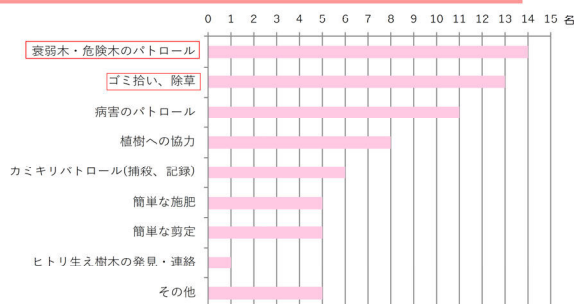 0 1 2 3 4 5 6 7 8 9 10 11 12 13 14 15 名
衰弱木・危険木のパトロール
ゴミ拾い、除草
病害のパトロール
植樹への協力
カミキリパトロール(捕殺、記録)
簡単な施肥
簡単な剪定
ヒトリ生え樹木の発見・連絡
その他